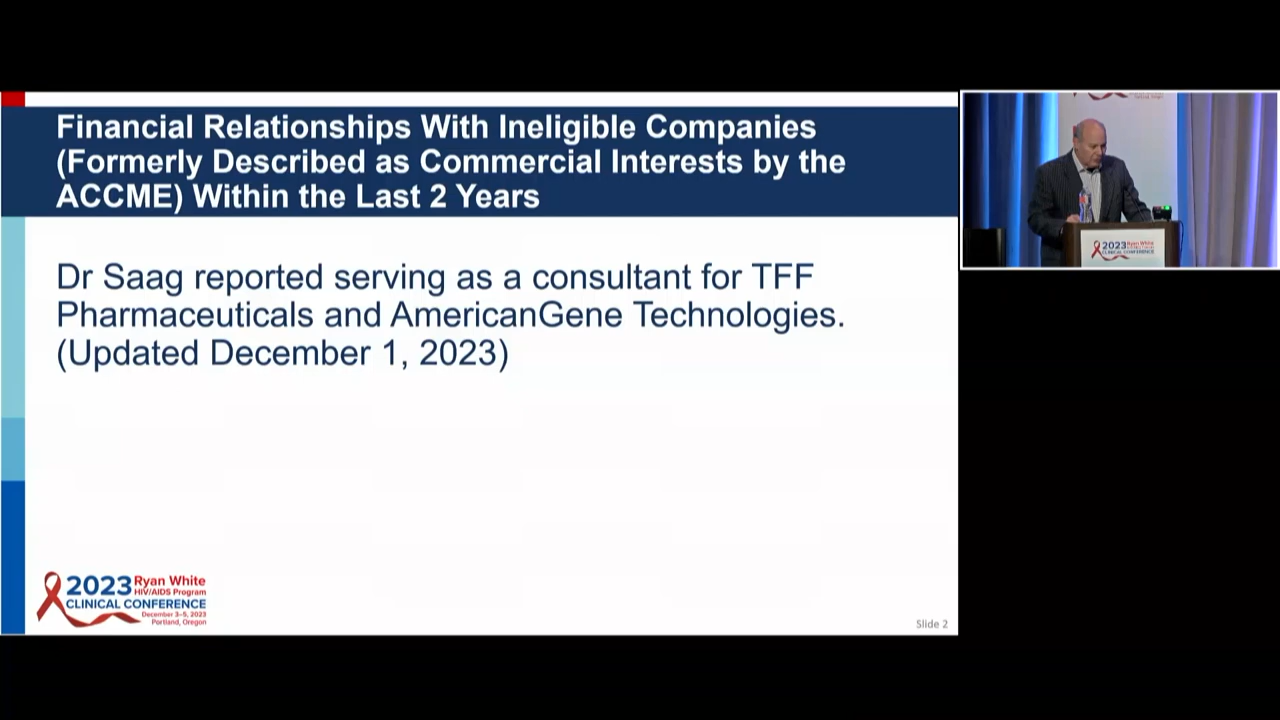 Financial Relationships With Ineligible Companies
(Formerly Described as Commercial Interests by the
ACCME) Within the Last 2 Years
Dr Saag reported serving as a consultant for TFF
Pharmaceuticals and AmericanGene Technologies.
(Updated December 1, 2023)
2023 Ryan White
HIV/AIDS Program
CLINICAL CONFERENCE
December 3–5, 2023
Portland, Oregon
Slide 2
2023 Ryan White
CLINICAL CONFERENCE